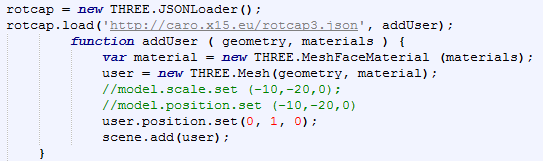 rotcap = new THREE.JSONLoader();
rotcap.load('http://caro.x15.eu/rotcap3.json', addUser);
function addUser ( geometry, materials ) {
var material = new THREE.MeshFaceMaterial (materials);
user = new THREE.Mesh(geometry, material);
//model.scale.set (-10,-20,0);
//model.position.set (-10,-20,0)
user.position.set(0, 1, 0);
scene.add(user);
}